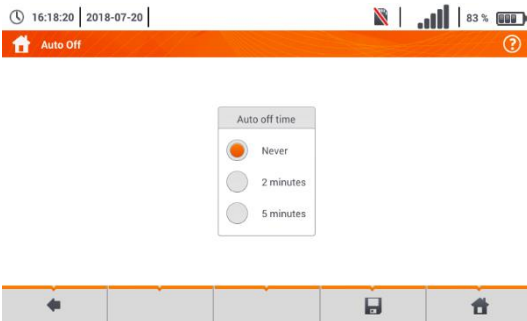 16:18:20 2018-07-20 83 %
Auto Off ?
Auto off time
Never
2 minutes
5 minutes